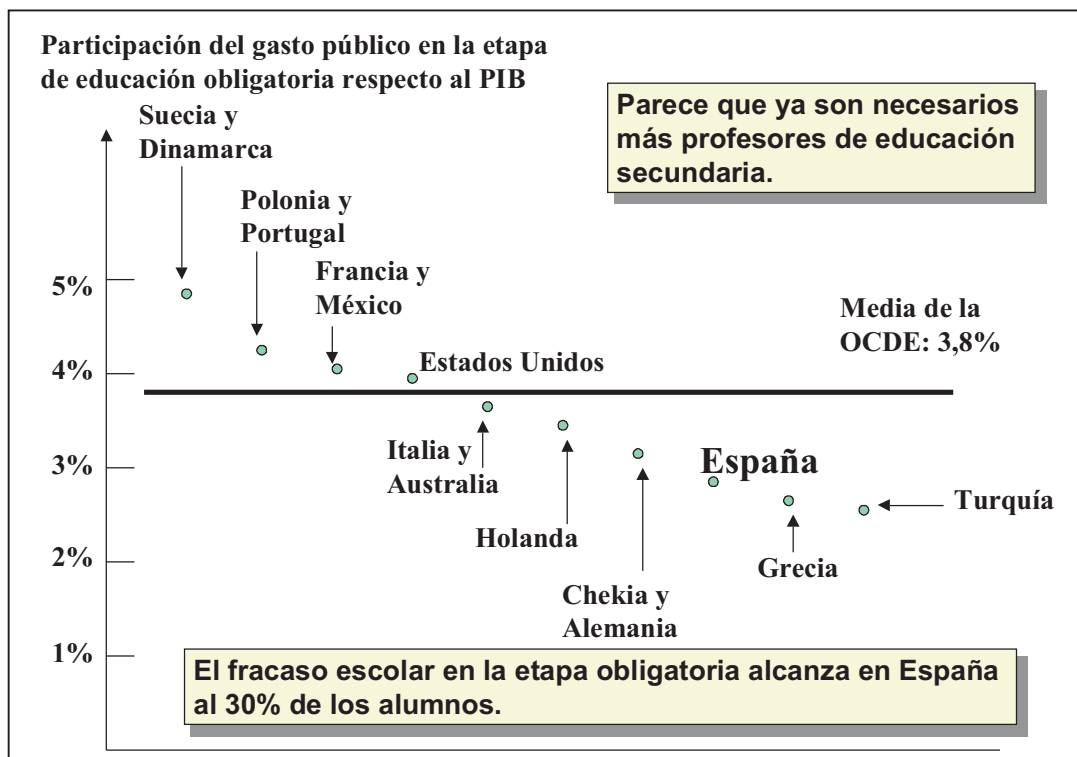 Participación del gasto público en la etapa
de educación obligatoria respecto al PIB
Parece que ya son necesarios
más profesores de educación
secundaria.
Suecia y
Dinamarca
Polonia y
Portugal
Francia y
México
5%
Media de la
OCDE: 3,8%
Estados Unidos
4%
Italia y
Australia
España
3%
Turquía
Holanda
Grecia
2%
Chekia y
Alemania
1%
El fracaso escolar en la etapa obligatoria alcanza en España
al 30% de los alumnos.